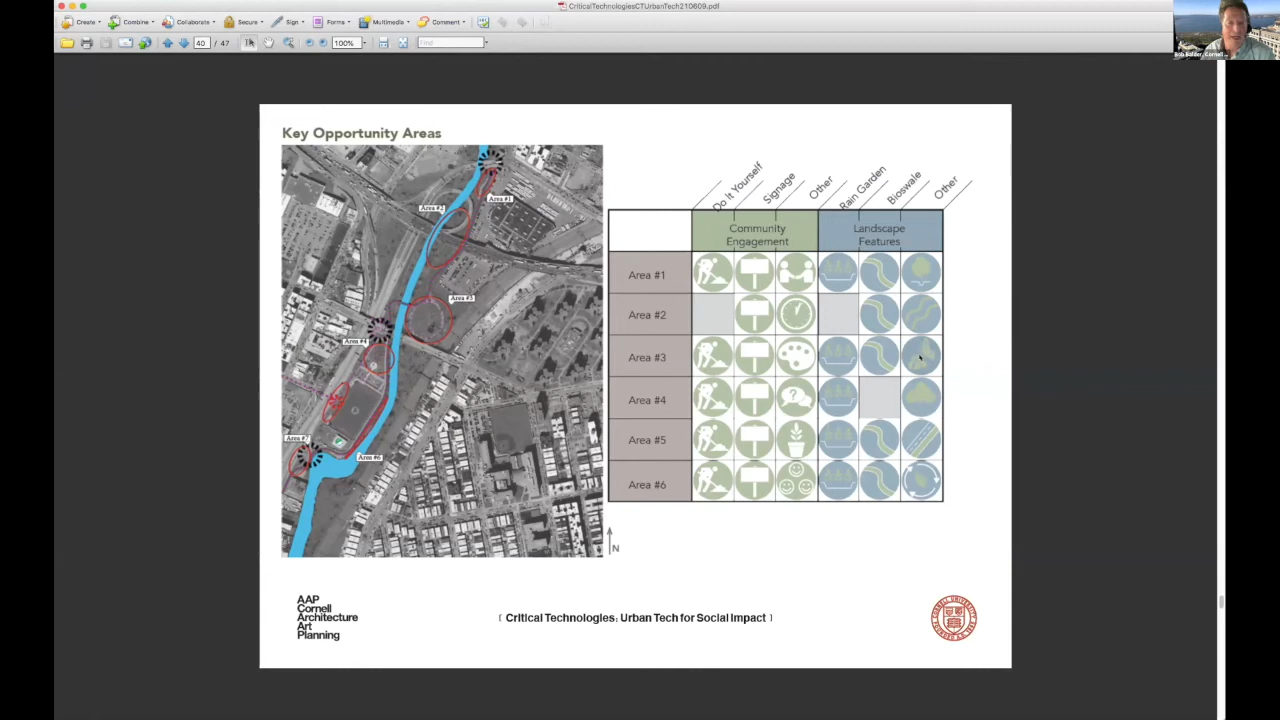 CriticalTechnologiesCTUrbanTech210609.pdf
Create
Combine
Collaborate
Secure
Sign
Forms
Multimedia
Comment
40 / 47
100%
Find
Key Opportunity Areas
Area #1
Area #2
Area #3
Area #4
Area #7
Area #6
N
Do It Yourself
Signage
Other
Rain Garden
Bioswale
Other
Community
Engagement
Landscape
Features
Area #1
Area #2
Area #3
Area #4
Area #5
Area #6
?
AAP
Cornell
Architecture
Art
Planning
[ Critical Technologies: Urban Tech for Social Impact ]
CORNELL UNIVERSITY